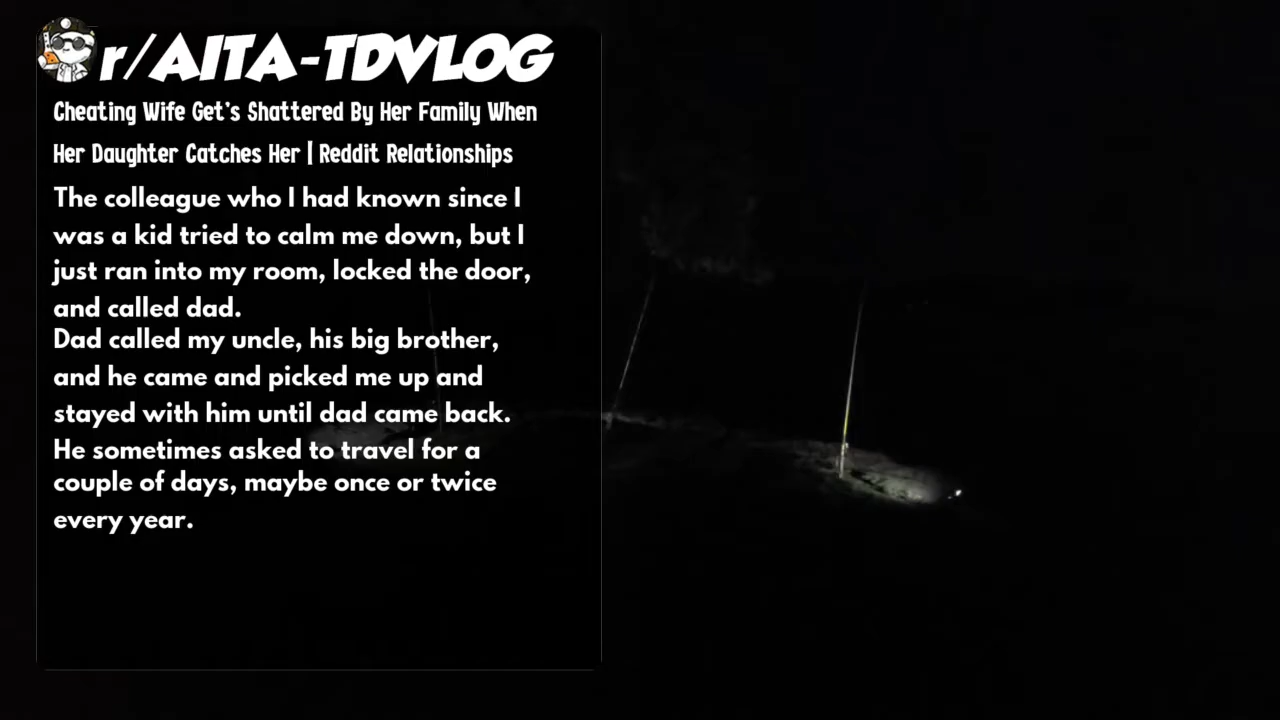 r/AITA-TDVLOG
Cheating Wife Get's Shattered By Her Family When
Her Daughter Catches Her | Reddit Relationships
The colleague who I had known since I
was a kid tried to calm me down, but I
just ran into my room, locked the door,
and called dad.
Dad called my uncle, his big brother,
and he came and picked me up and
stayed with him until dad came back.
He sometimes asked to travel for a
couple of days, maybe once or twice
every year.